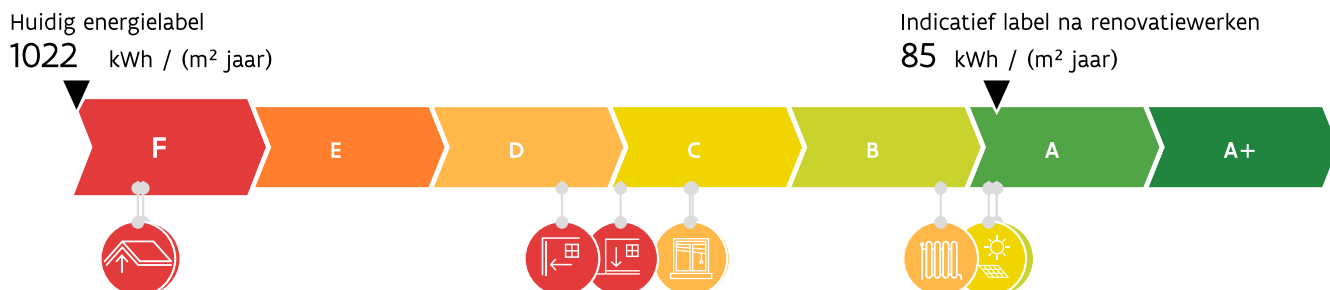 Huidig energielabel
1022 kWh / (m² jaar)
Indicatief label na renovatiewerken
85 kWh / (m² jaar)
F E D C B A A+